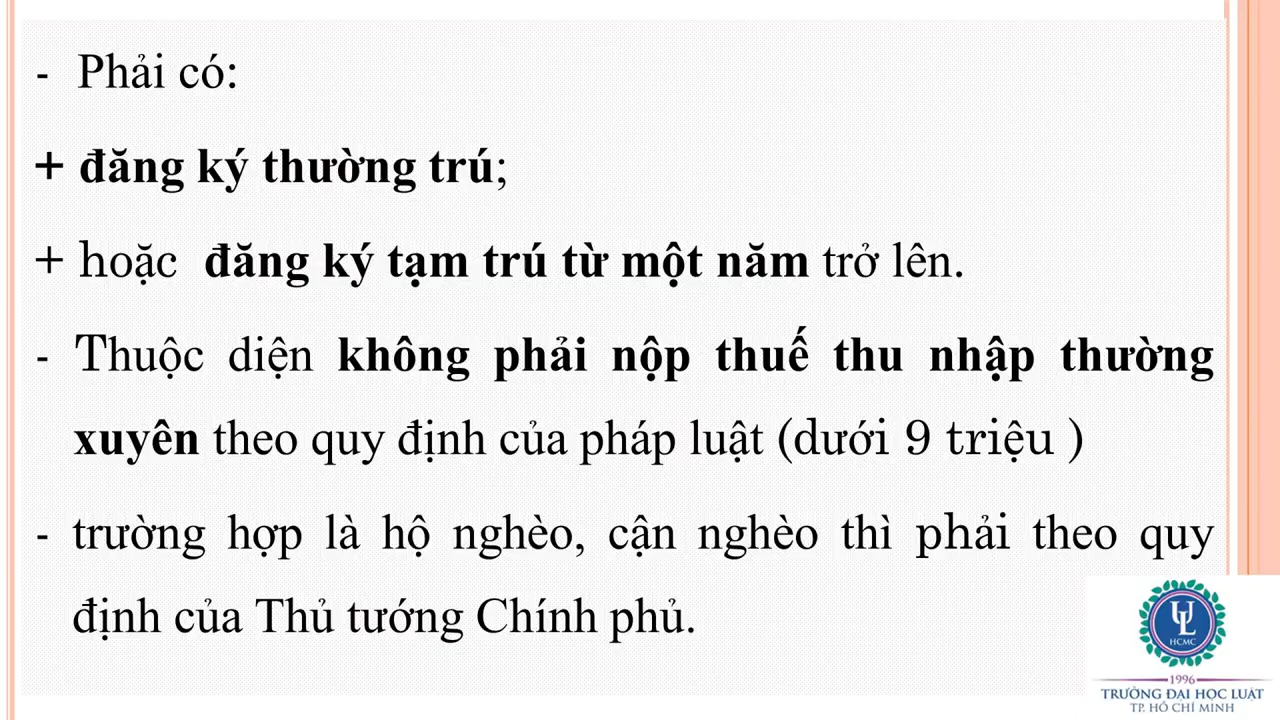 - Phải có:
+ đăng ký thường trú;
+ hoặc đăng ký tạm trú từ một năm trở lên.
- Thuộc diện không phải nộp thuế thu nhập thường
xuyên theo quy định của pháp luật (dưới 9 triệu )
- trường hợp là hộ nghèo, cận nghèo thì phải theo quy
định của Thủ tướng Chính phủ.
UL
HCMC
1996
TRƯỜNG ĐẠI HỌC LUẬT
TP. HỒ CHÍ MINH